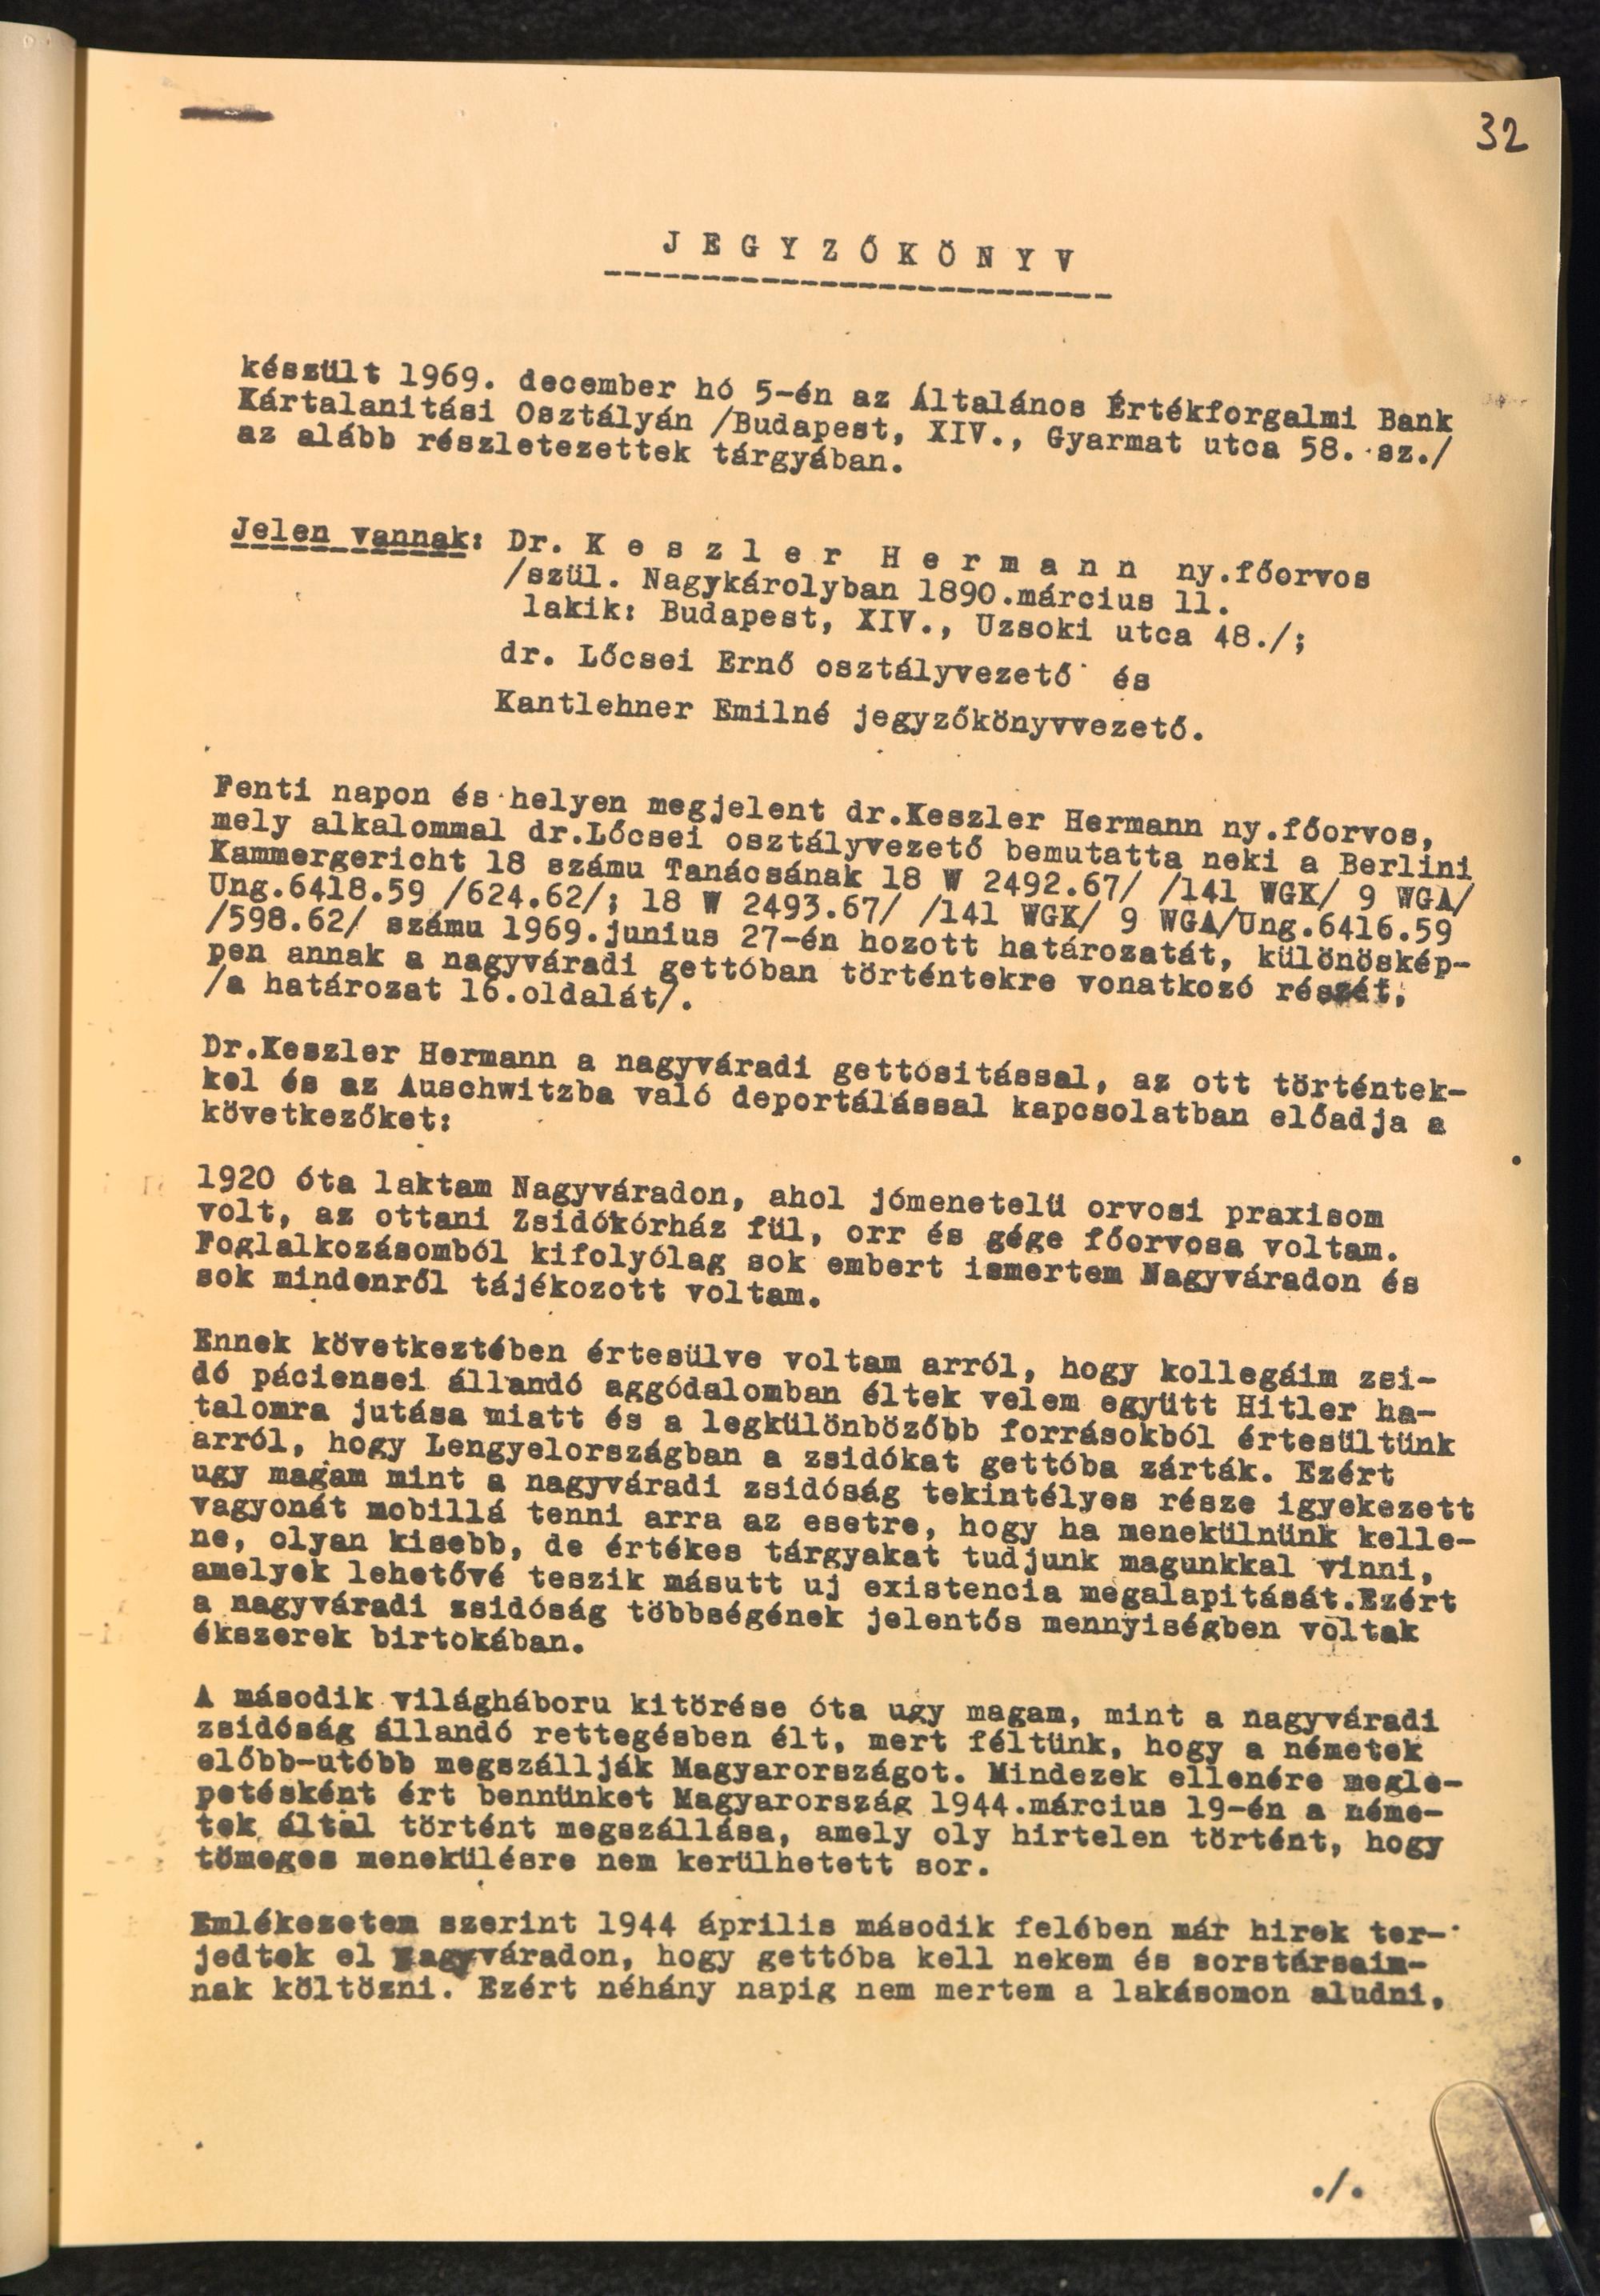 32
J E G Y Z Ő K Ö N Y V
készült 1969. december hó 5-én az Általános Értékforgalmi Bank
Kártalanitási Osztályán /Budapest, XIV., Gyarmat utca 58. sz./
az alább részletezettek tárgyában.
Jelen vannak: Dr. K e s z l e r H e r m a n n ny.főorvos
/szül. Nagykárolyban 1890.március 11.
lakik: Budapest, XIV., Uzsoki utca 48./;
dr. Lőcsei Ernő osztályvezető és
Kantlehner Emilné jegyzőkönyvvezető.
Fenti napon és helyen megjelent dr.Keszler Hermann ny.főorvos,
mely alkalommal dr.Lőcsei osztályvezető bemutatta neki a Berlini
Kammergericht 18 számu Tanácsának 18 W 2492.67/ /141 WGK/ 9 WGA/
Ung.6418.59 /624.62/; 18 W 2493.67/ /141 WGK/ 9 WGA/Ung.6416.59
/598.62/ számu 1969.junius 27-én hozott határozatát, különöskép-
pen annak a nagyváradi gettóban történtekre vonatkozó részét,
/a határozat 16.oldalát/.
Dr.Keszler Hermann a nagyváradi gettósitással, az ott történtek-
kel és az Auschwitzba való deportálással kapcsolatban előadja a
következőket:
1920 óta laktam Nagyváradon, ahol jómenetelü orvosi praxisom
volt, az ottani Zsidókórház fül, orr és gége főorvosa voltam.
Foglalkozásomból kifolyólag sok embert ismertem Nagyváradon és
sok mindenről tájékozott voltam.
Ennek következtében értesülve voltam arról, hogy kollegáim zsi-
dó páciensei állandó aggódalomban éltek velem együtt Hitler ha-
talomra jutása miatt és a legkülönbözőbb forrásokból értesültünk
arról, hogy Lengyelországban a zsidókat gettóba zárták. Ezért
ugy magam mint a nagyváradi zsidóság tekintélyes része igyekezett
vagyonát mobillá tenni arra az esetre, hogy ha menekülnünk kelle-
ne, olyan kisebb, de értékes tárgyakat tudjunk magunkkal vinni,
amelyek lehetővé teszik másutt uj existencia megalapitását.Ezért
a nagyváradi zsidóság többségének jelentős mennyiségben voltak
ékszerek birtokában.
A második világháboru kitörése óta ugy magam, mint a nagyváradi
zsidóság állandó rettegésben élt, mert féltünk, hogy a németek
előbb-utóbb megszállják Magyarországot. Mindezek ellenére megle-
petésként ért bennünket Magyarország 1944.március 19-én a néme-
tek által történt megszállása, amely oly hirtelen történt, hogy
tömeges menekülésre nem kerülhetett sor.
Emlékezetem szerint 1944 április második felében már hirek ter-
jedtek el Nagyváradon, hogy gettóba kell nekem és sorstársaim-
nak költözni. Ezért néhány napig nem mertem a lakásomon aludni,
./.